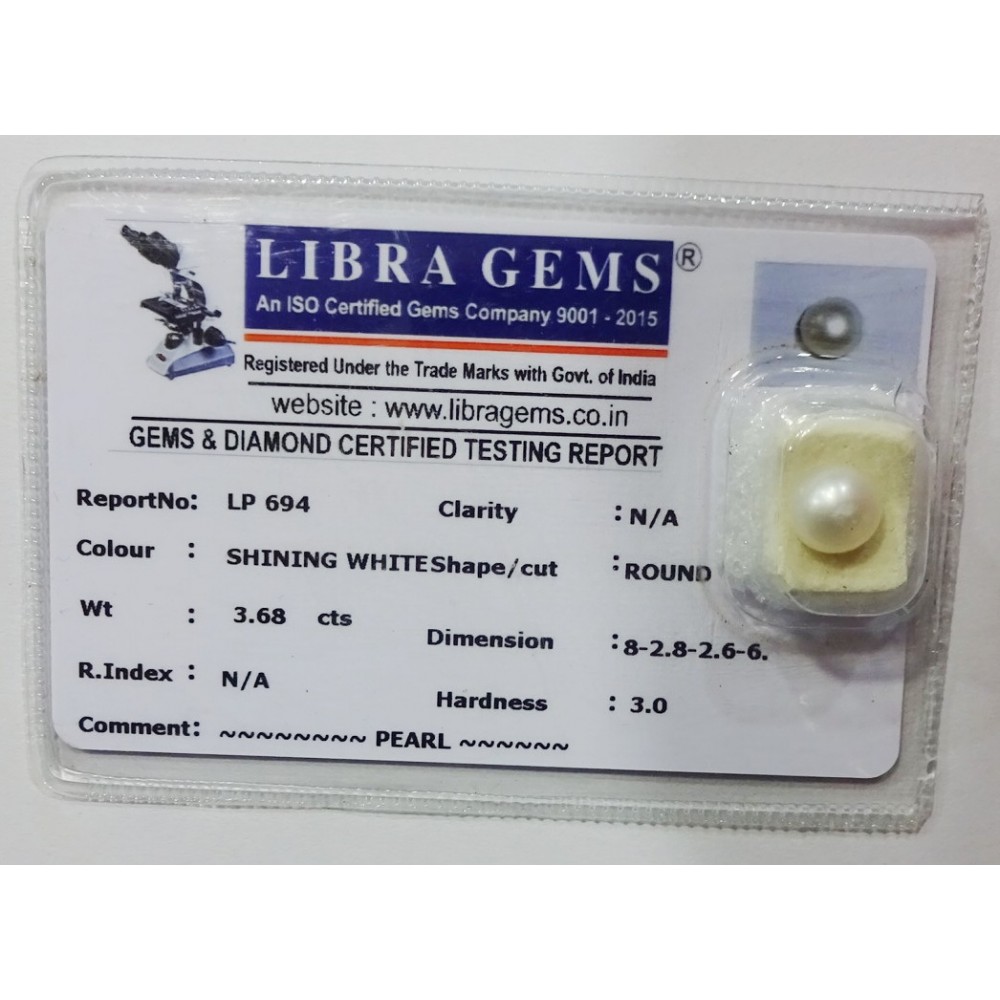 LIBRA GEMS ®
An ISO Certified Gems Company 9001 - 2015
Registered Under the Trade Marks with Govt. of India
website : www.libragems.co.in
GEMS & DIAMOND CERTIFIED TESTING REPORT
ReportNo: LP 694
Clarity : N/A
Colour : SHINING WHITE
Shape/cut : ROUND
Wt : 3.68 cts
Dimension : 8-2.8-2.6-6.
R.Index : N/A
Hardness : 3.0
Comment: ~~~~~~~~ PEARL ~~~~~~